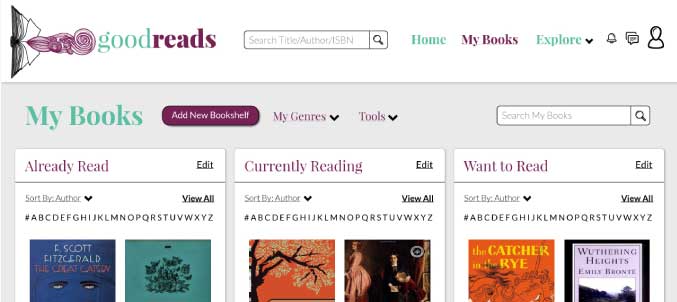 goodreads
Search Title/Author/ISBN
Home My Books Explore
My Books Add New Bookshelf My Genres Tools Search My Books
Already Read Edit
Sort By: Author View All
#ABCDEFGHIJKLMNOPQRSTUVWXYZ
F. SCOTT
FITZGERALD
THE GREAT GATSBY
Currently Reading Edit
Sort By: Author View All
#ABCDEFGHIJKLMNOPQRSTUVWXYZ
Want to Read Edit
Sort By: Author View All
#ABCDEFGHIJKLMNOPQRSTUVWXYZ
the CATCHER
in the RYE
WUTHERING
HEIGHTS
EMILY BRONTË